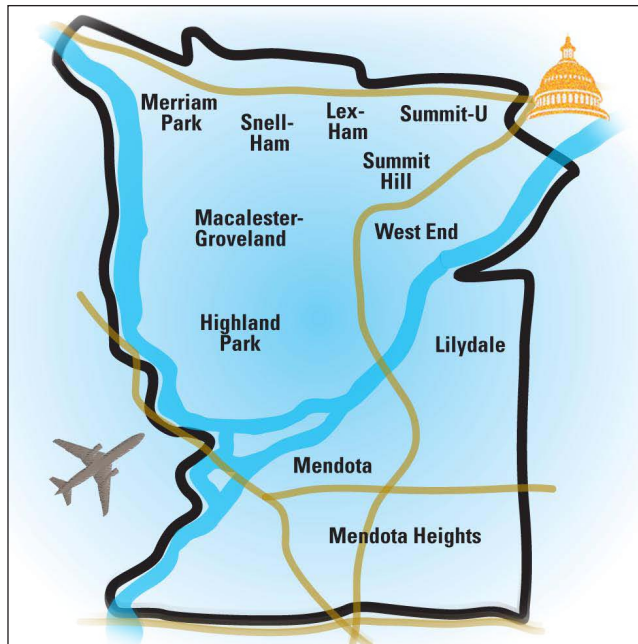 Merriam
Park
Snell-
Ham
Lex-
Ham
Summit-U
Summit
Hill
Macalester-
Groveland
West End
Highland
Park
Lilydale
Mendota
Mendota Heights